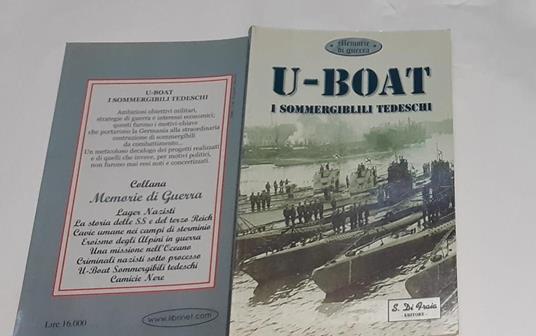 U-BOAT
I SOMMERGIBILI TEDESCHI
Ambiziosi obiettivi militari,
strategie di guerra e interessi economici;
questi furono i motivi-chiave
che portarono la Germania alla straordinaria
costruzione di sommergibili
da combattimento...
Un meticoloso decalogo dei progetti realizzati
e di quelli che invece, per motivi politici,
non furono mai resi noti e concretizzati.
Collana
Memorie di Guerra
Lager Nazisti
La storia delle SS e del terzo Reich
Cavie umane nei campi di sterminio
Eroismo degli Alpini in guerra
Una missione nell'Oceano
Criminali nazisti sotto processo
U-Boat Sommergibili tedeschi
Camicie Nere
Lire 16.000
www.librinet.com
Memorie
di guerra
U-BOAT
I SOMMERGIBLILI TEDESCHI
S. Di Fraia
EDITORE